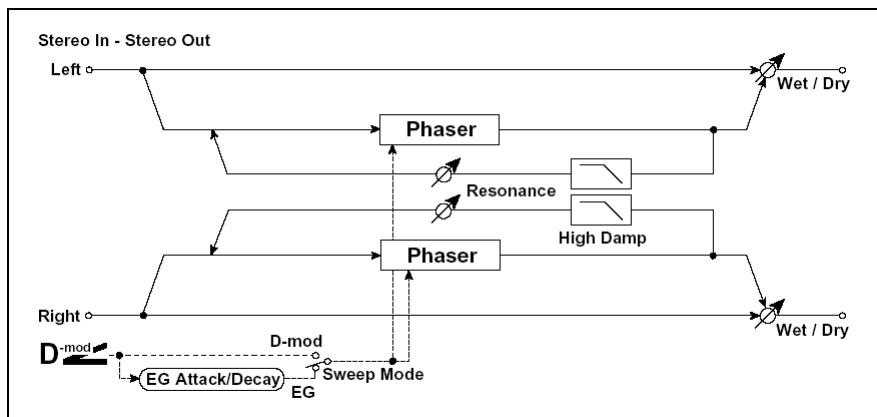 Stereo In - Stereo Out
Left
Wet / Dry
Phaser
Resonance
High Damp
Phaser
Right
Wet / Dry
D-mod
D-mod
Sweep Mode
EG Attack/Decay
EG